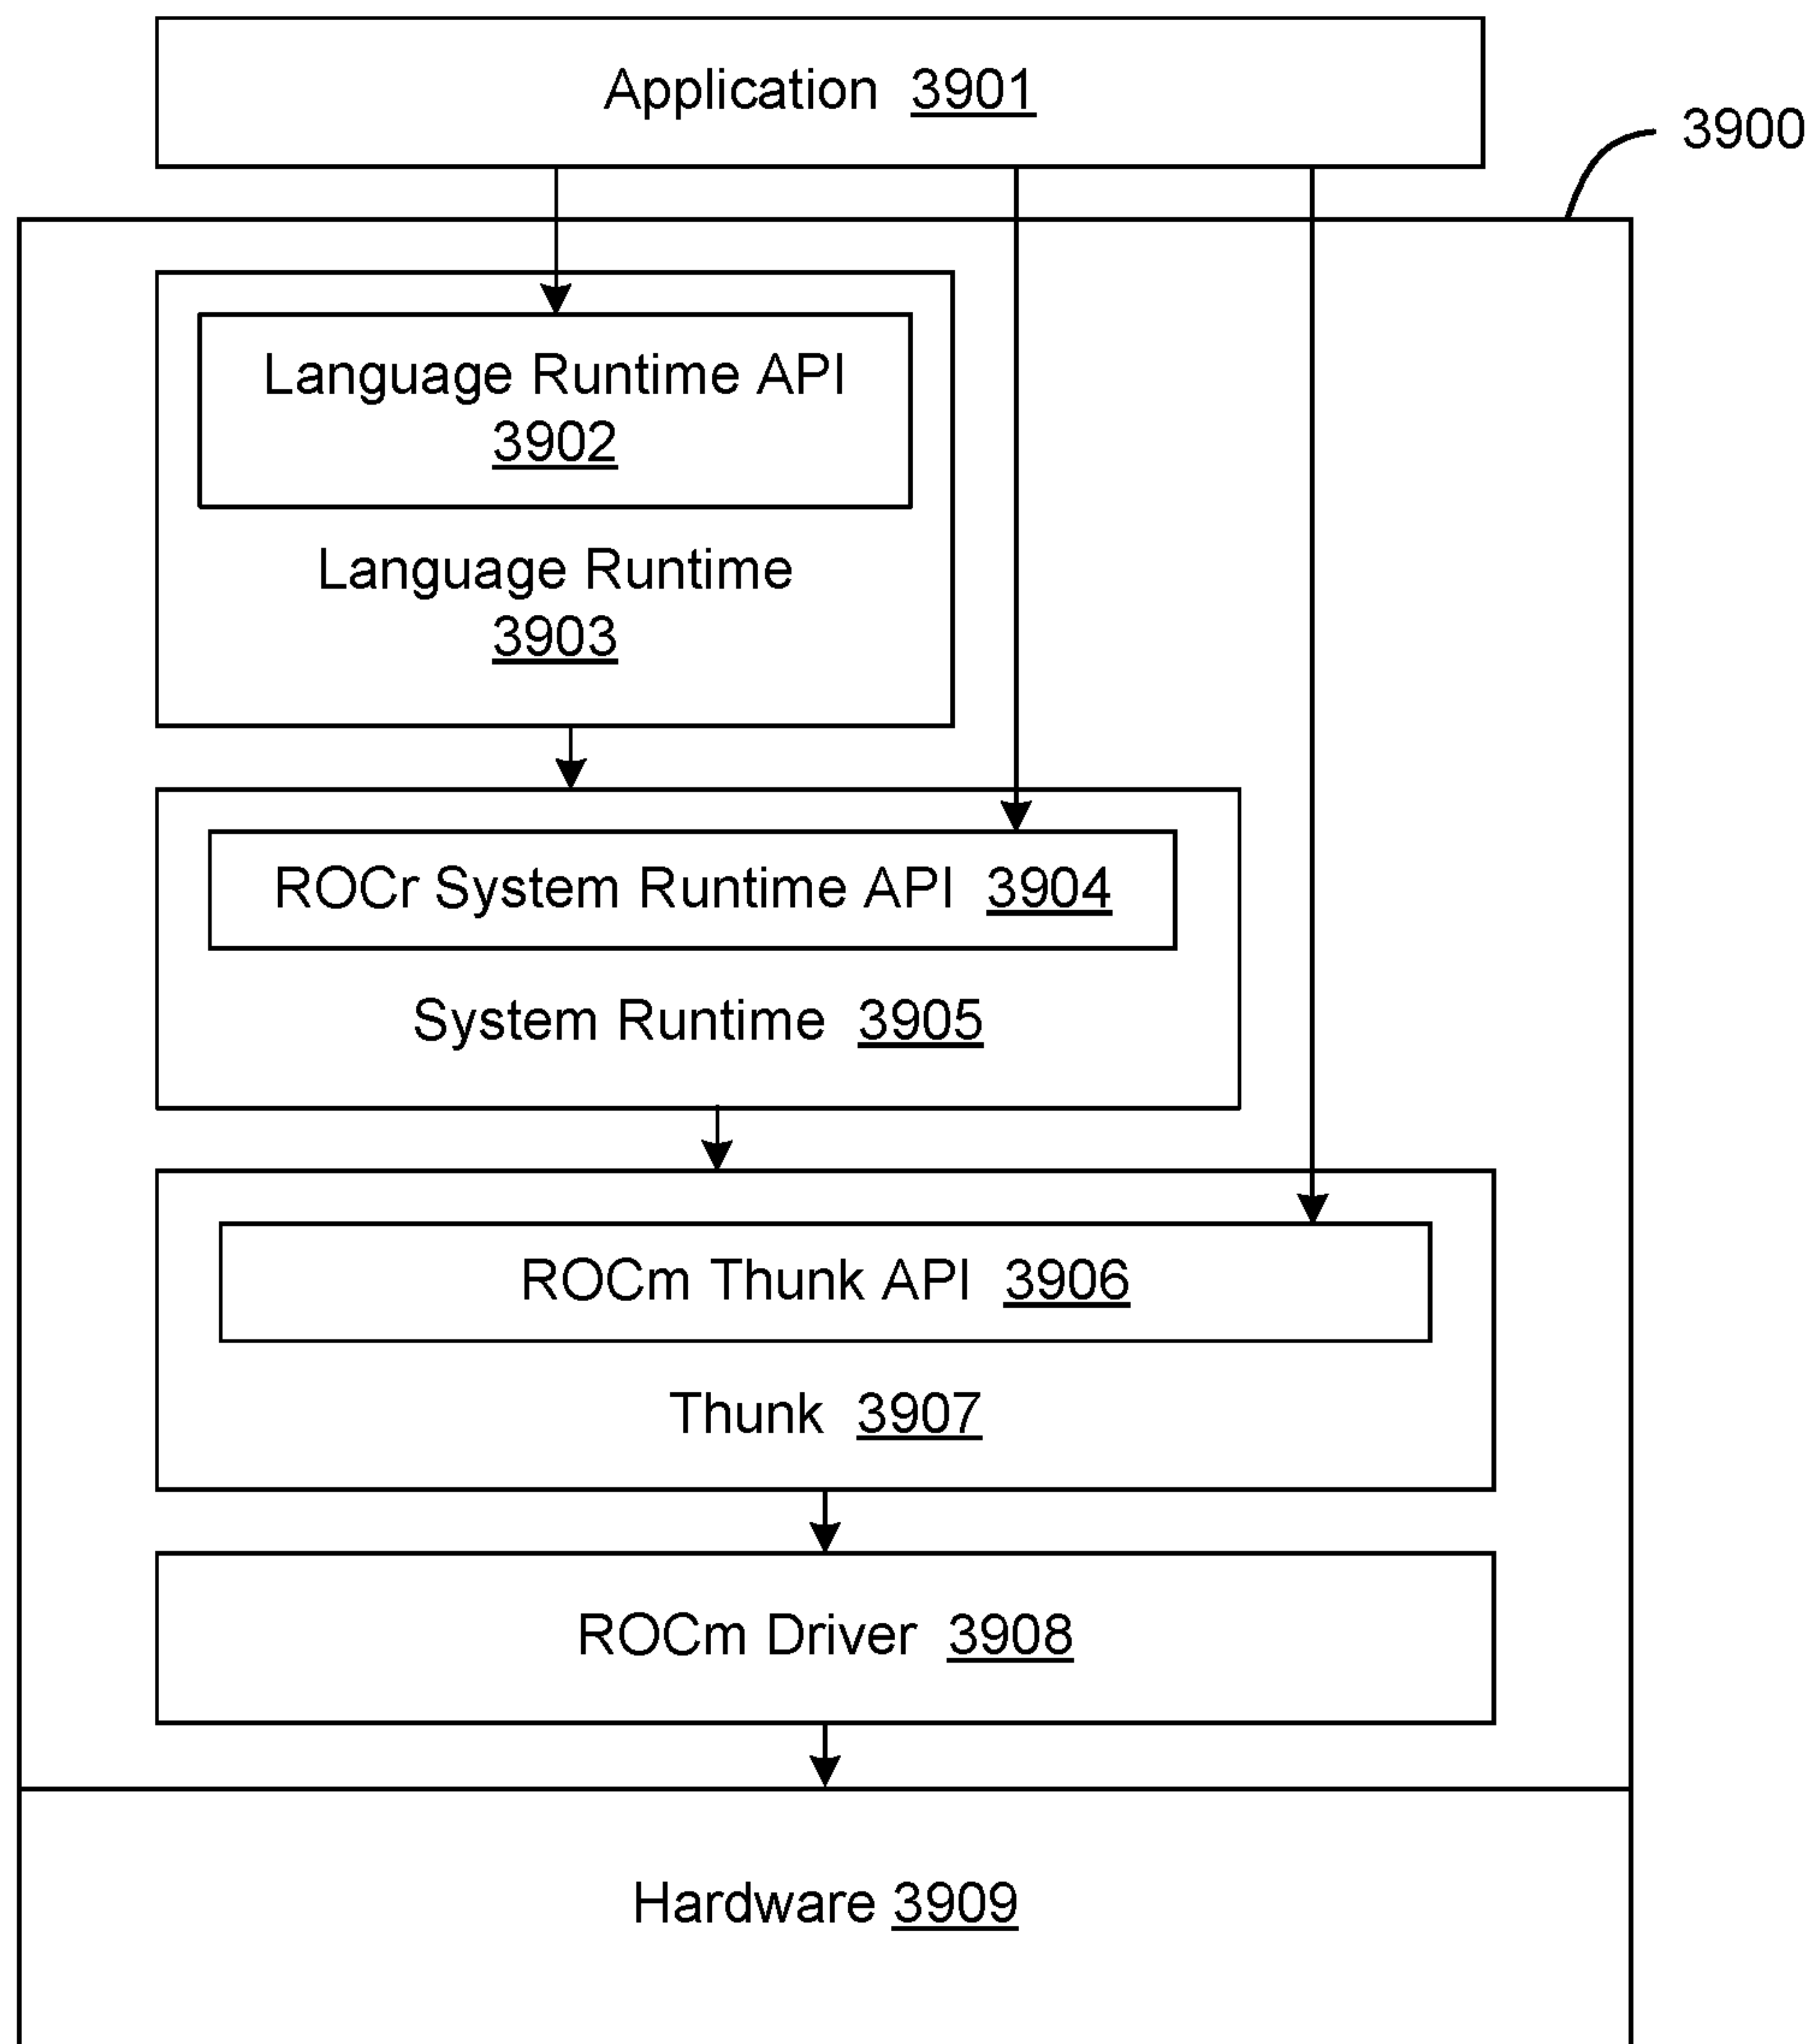 Application 3901
3900
Language Runtime API
3902
Language Runtime
3903
ROCr System Runtime API 3904
System Runtime 3905
ROCm Thunk API 3906
Thunk 3907
ROCm Driver 3908
Hardware 3909